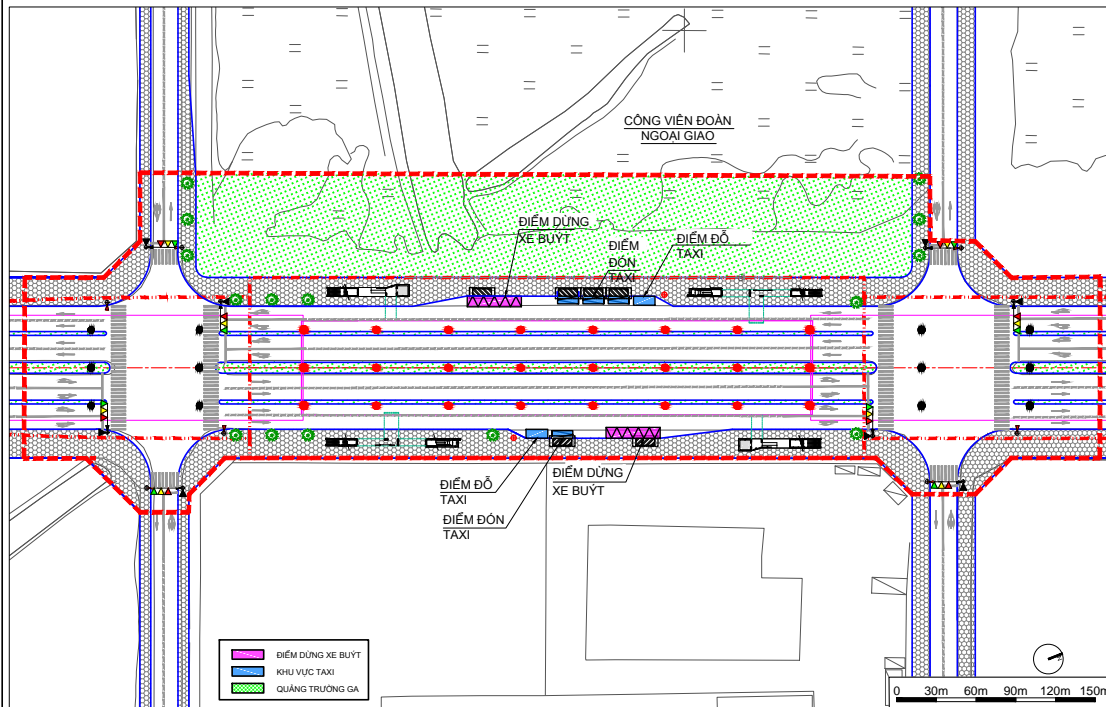 CÔNG VIÊN ĐOÀN
NGOẠI GIAO
ĐIỂM DỪNG
XE BUÝT
ĐIỂM
ĐÓN
TAXI
ĐIỂM ĐỖ
TAXI
ĐIỂM ĐỖ
TAXI
ĐIỂM ĐÓN
TAXI
ĐIỂM DỪNG
XE BUÝT
ĐIỂM DỪNG XE BUÝT
KHU VỰC TAXI
QUẢNG TRƯỜNG GA
0 30m 60m 90m 120m 150m